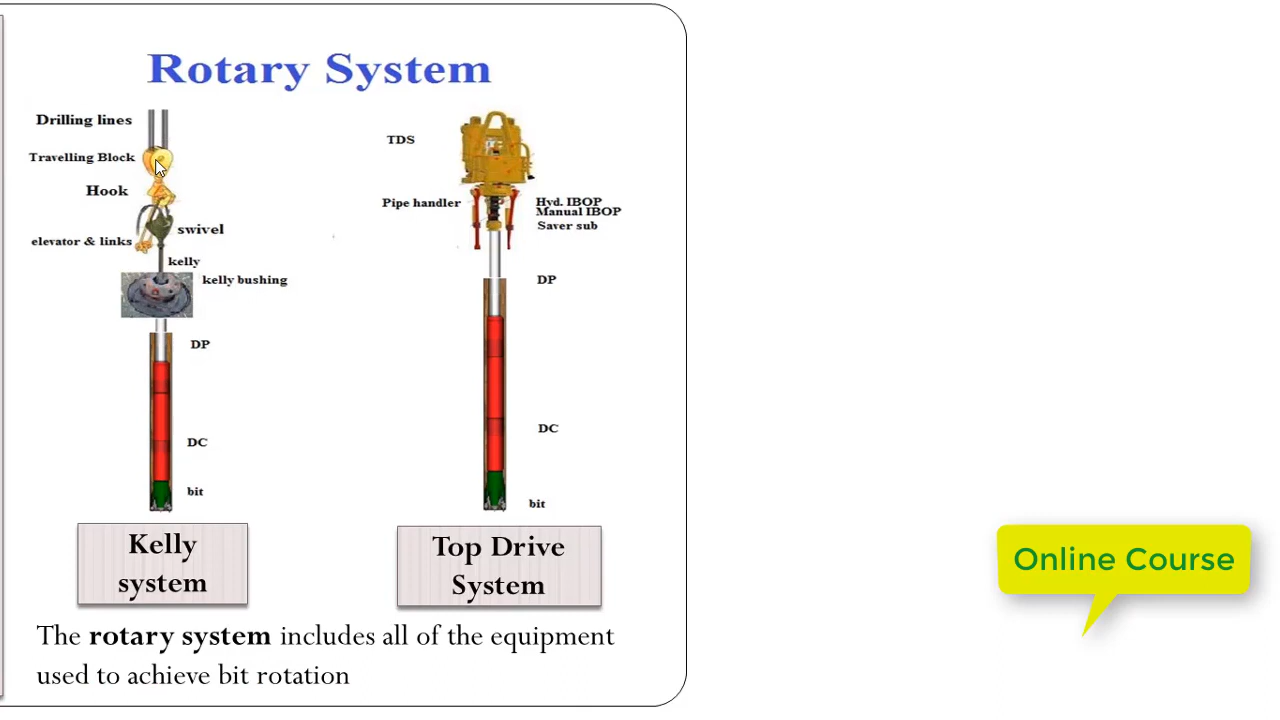 Rotary System
Drilling lines
Travelling Block
Hook
swivel
elevator & links
kelly
kelly bushing
DP
DC
bit
Kelly
system
TDS
Pipe handler
Hyd. IBOP
Manual IBOP
Saver sub
DP
DC
bit
Top Drive
System
The rotary system includes all of the equipment
used to achieve bit rotation
Online Course